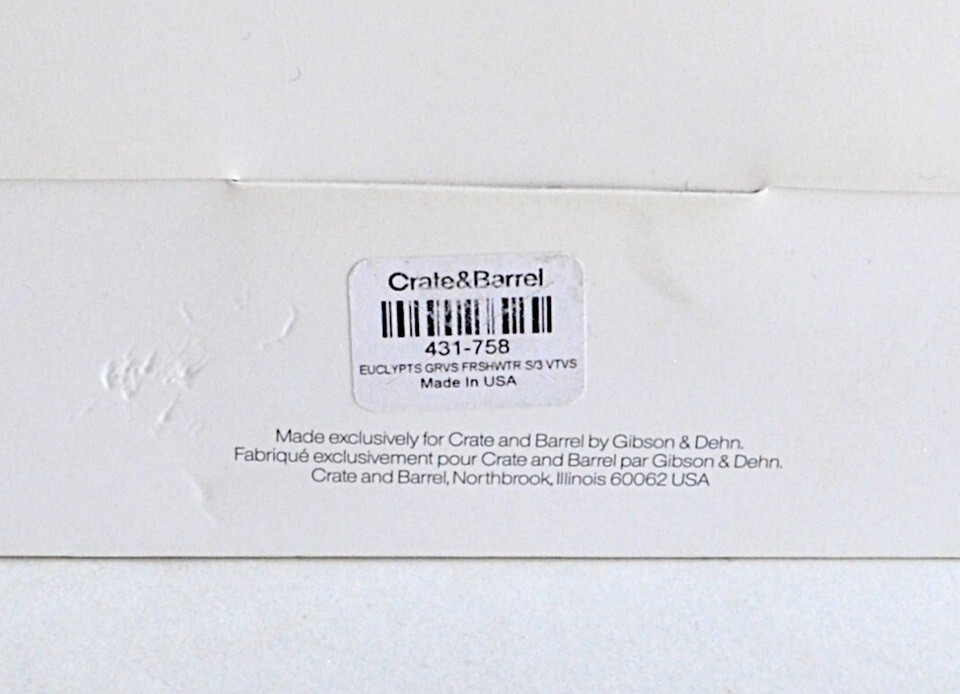 Crate&Barrel
431-758
EUCLYPTS GRVS FRSHWTR S/3 VTVS
Made In USA
Made exclusively for Crate and Barrel by Gibson & Dehn.
Fabriqué exclusivement pour Crate and Barrel par Gibson & Dehn.
Crate and Barrel, Northbrook, Illinois 60062 USA